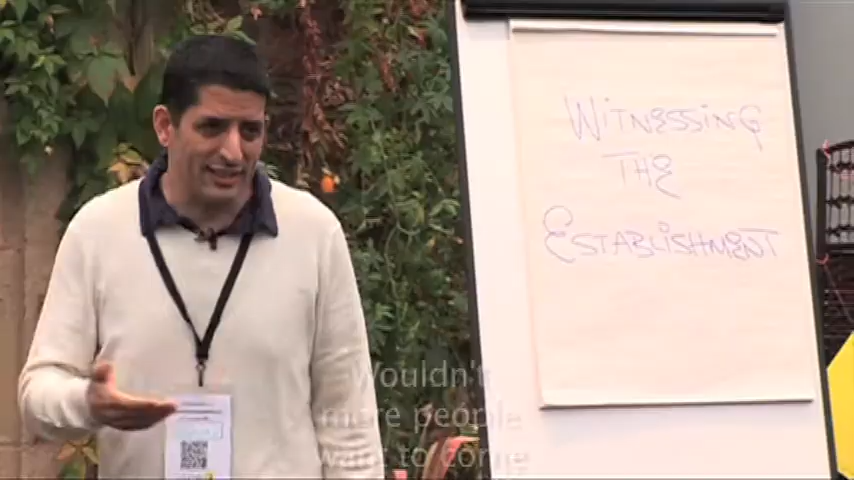 WITNESSING
THE
ESTABLISHMENT
Wouldn't
more people
want to come